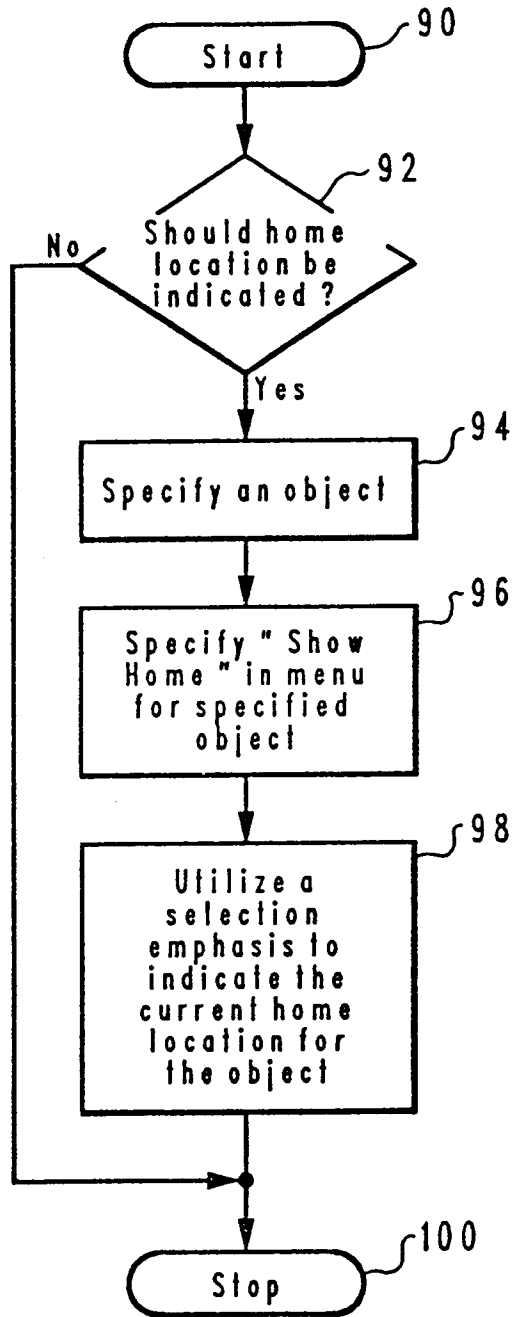 90
Start
92
Should home
location be
indicated ?
No
Yes
94
Specify an object
96
Specify " Show
Home " in menu
for specified
object
98
Utilize a
selection
emphasis to
indicate the
current home
location for
the object
100
Stop